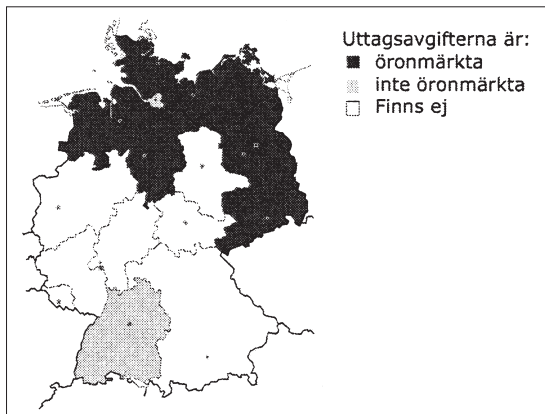 Uttagsavgifterna är:
öronmärkta
inte öronmärkta
Finns ej